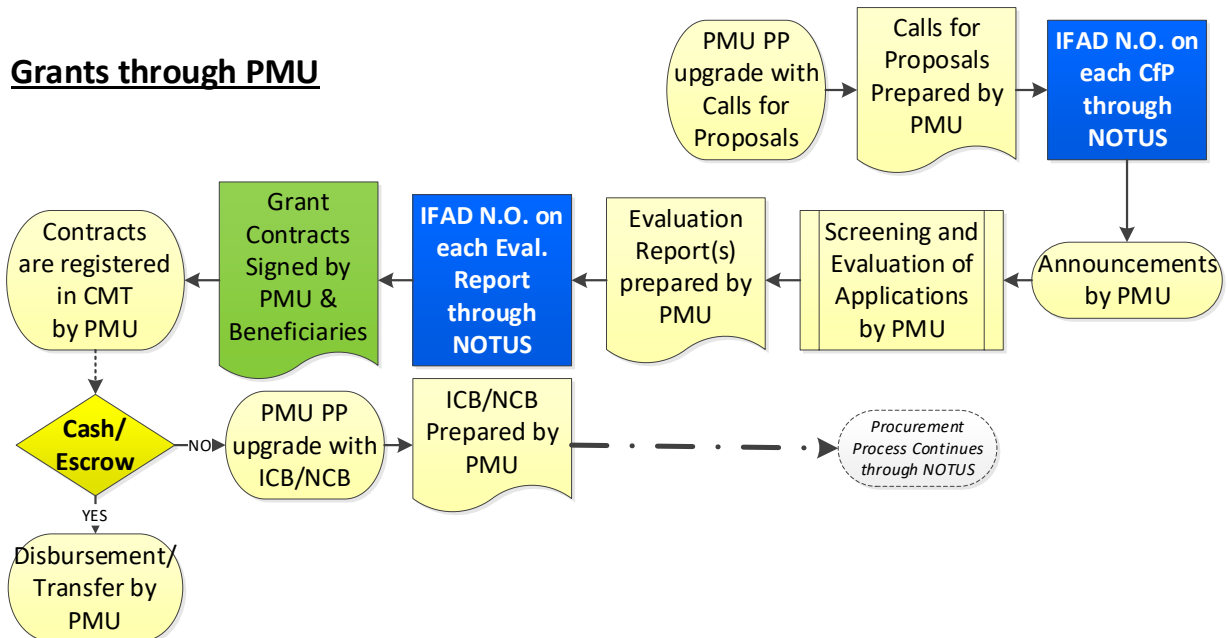 Grants through PMU
PMU PP
upgrade with
Calls for
Proposals
Calls for
Proposals
Prepared by
PMU
IFAD N.O. on
each CfP
through
NOTUS
Announcements
by PMU
Screening and
Evaluation of
Applications
by PMU
Evaluation
Report(s)
prepared by
PMU
IFAD N.O. on
each Eval.
Report
through
NOTUS
Grant
Contracts
Signed by
PMU &
Beneficiaries
Contracts
are registered
in CMT
by PMU
Cash/
Escrow
NO
PMU PP
upgrade with
ICB/NCB
ICB/NCB
Prepared by
PMU
Procurement
Process Continues
through NOTUS
YES
Disbursement/
Transfer by
PMU